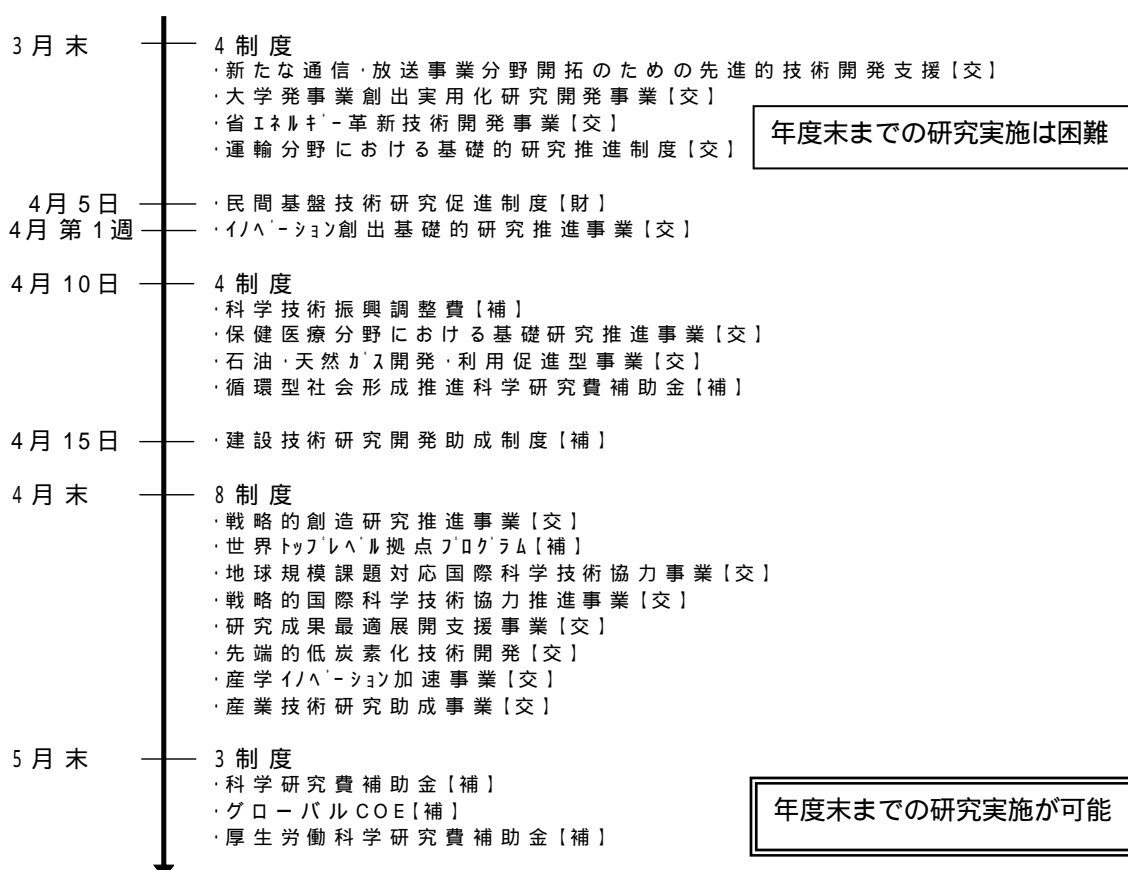 3月末 4制度
・新たな通信・放送事業分野開拓のための先進的技術開発支援【交】
・大学発事業創出実用化研究開発事業【交】
・省エネルギー革新技術開発事業【交】
・運輸分野における基礎的研究推進制度【交】
年度末までの研究実施は困難
4月5日 ・民間基盤技術研究促進制度【財】
4月第1週 ・イノベーション創出基礎的研究推進事業【交】
4月10日 4制度
・科学技術振興調整費【補】
・保健医療分野における基礎研究推進事業【交】
・石油・天然ガス開発・利用促進型事業【交】
・循環型社会形成推進科学研究費補助金【補】
4月15日 ・建設技術研究開発助成制度【補】
4月末 8制度
・戦略的創造研究推進事業【交】
・世界トップレベル拠点プログラム【補】
・地球規模課題対応国際科学技術協力事業【交】
・戦略的国際科学技術協力推進事業【交】
・研究成果最適展開支援事業【交】
・先端的低炭素化技術開発【交】
・産学イノベーション加速事業【交】
・産業技術研究助成事業【交】
5月末 3制度
・科学研究費補助金【補】
・グローバルCOE【補】
・厚生労働科学研究費補助金【補】
年度末までの研究実施が可能